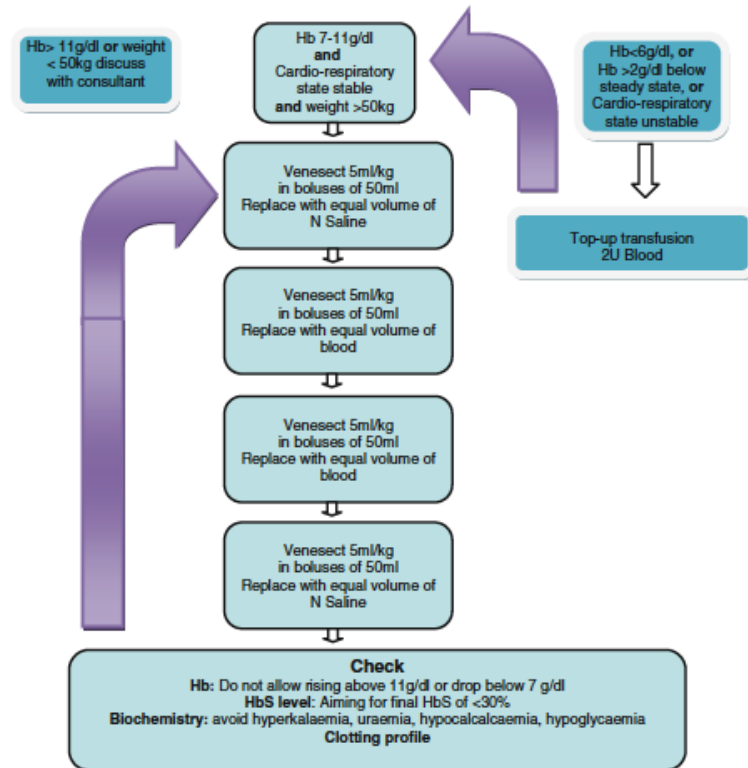 Hb> 11g/dl or weight
< 50kg discuss
with consultant
Hb 7-11g/dl
and
Cardio-respiratory
state stable
and weight >50kg
Hb<6g/dl, or
Hb >2g/dl below
steady state, or
Cardio-respiratory
state unstable
Top-up transfusion
2U Blood
Venesect 5ml/kg
in boluses of 50ml
Replace with equal volume of
N Saline
Venesect 5ml/kg
in boluses of 50ml
Replace with equal volume of
blood
Venesect 5ml/kg
in boluses of 50ml
Replace with equal volume of
blood
Venesect 5ml/kg
in boluses of 50ml
Replace with equal volume of
N Saline
Check
Hb: Do not allow rising above 11g/dl or drop below 7 g/dl
HbS level: Aiming for final HbS of <30%
Biochemistry: avoid hyperkalaemia, uraemia, hypocalcalcaemia, hypoglycaemia
Clotting profile